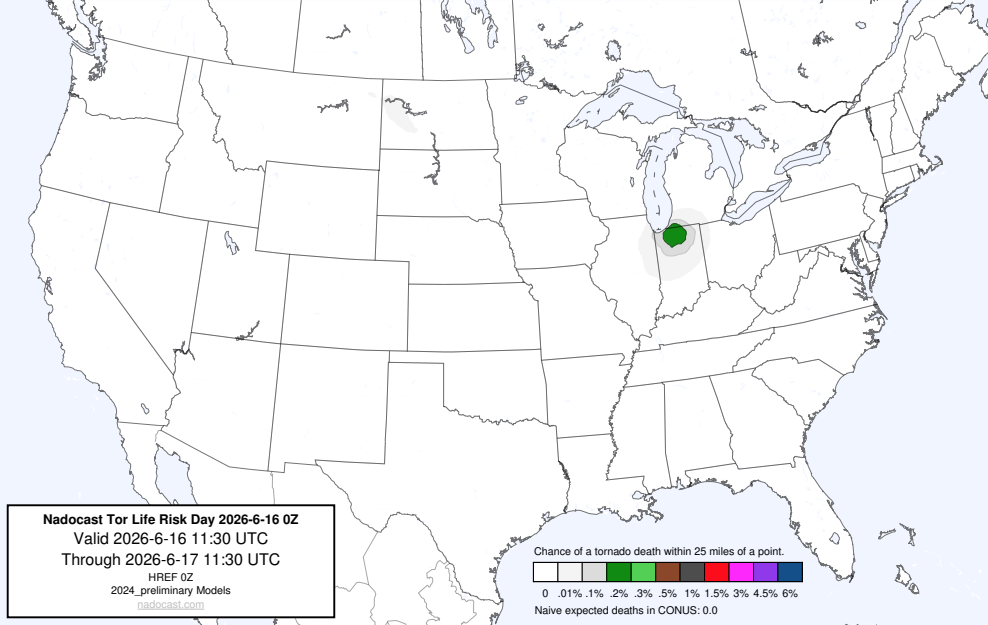 Nadocast Tor Life Risk Day 2026-6-16 0Z
Valid 2026-6-16 11:30 UTC
Through 2026-6-17 11:30 UTC
HREF 0Z
2024_preliminary Models
nadocast.com
Chance of a tornado death within 25 miles of a point.
0 .01% .1% .2% .3% .5% 1% 1.5% 3% 4.5% 6%
Naive expected deaths in CONUS: 0.0